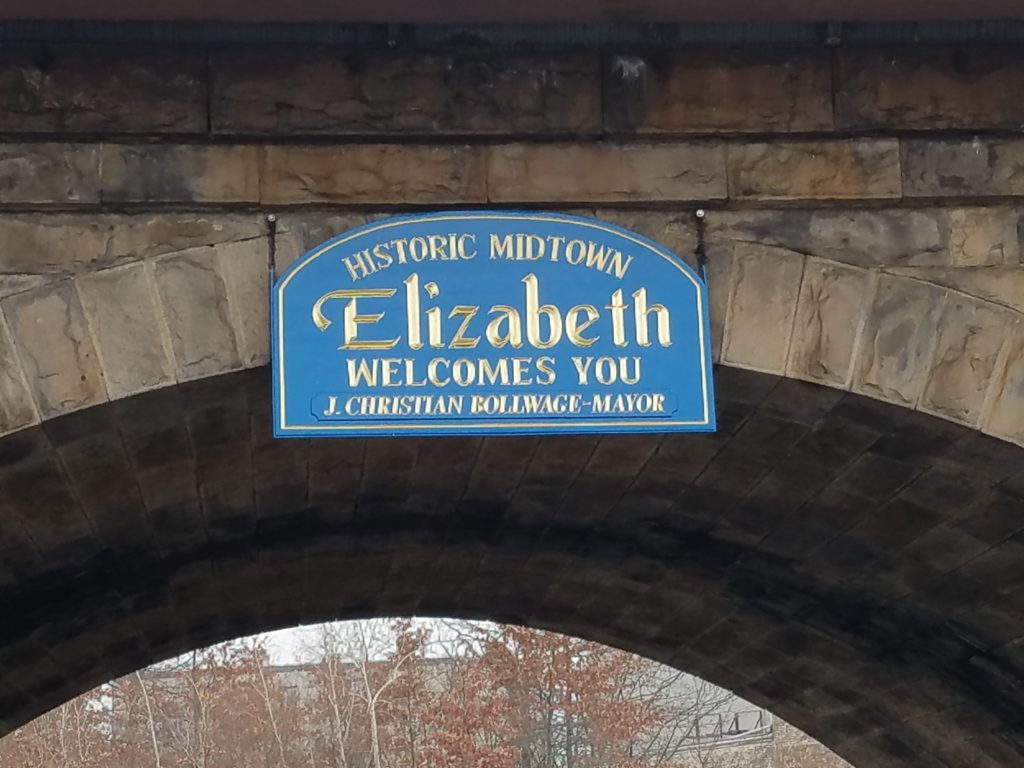 HISTORIC MIDTOWN
Elizabeth
WELCOMES YOU
J. CHRISTIAN BOLLWAGE-MAYOR